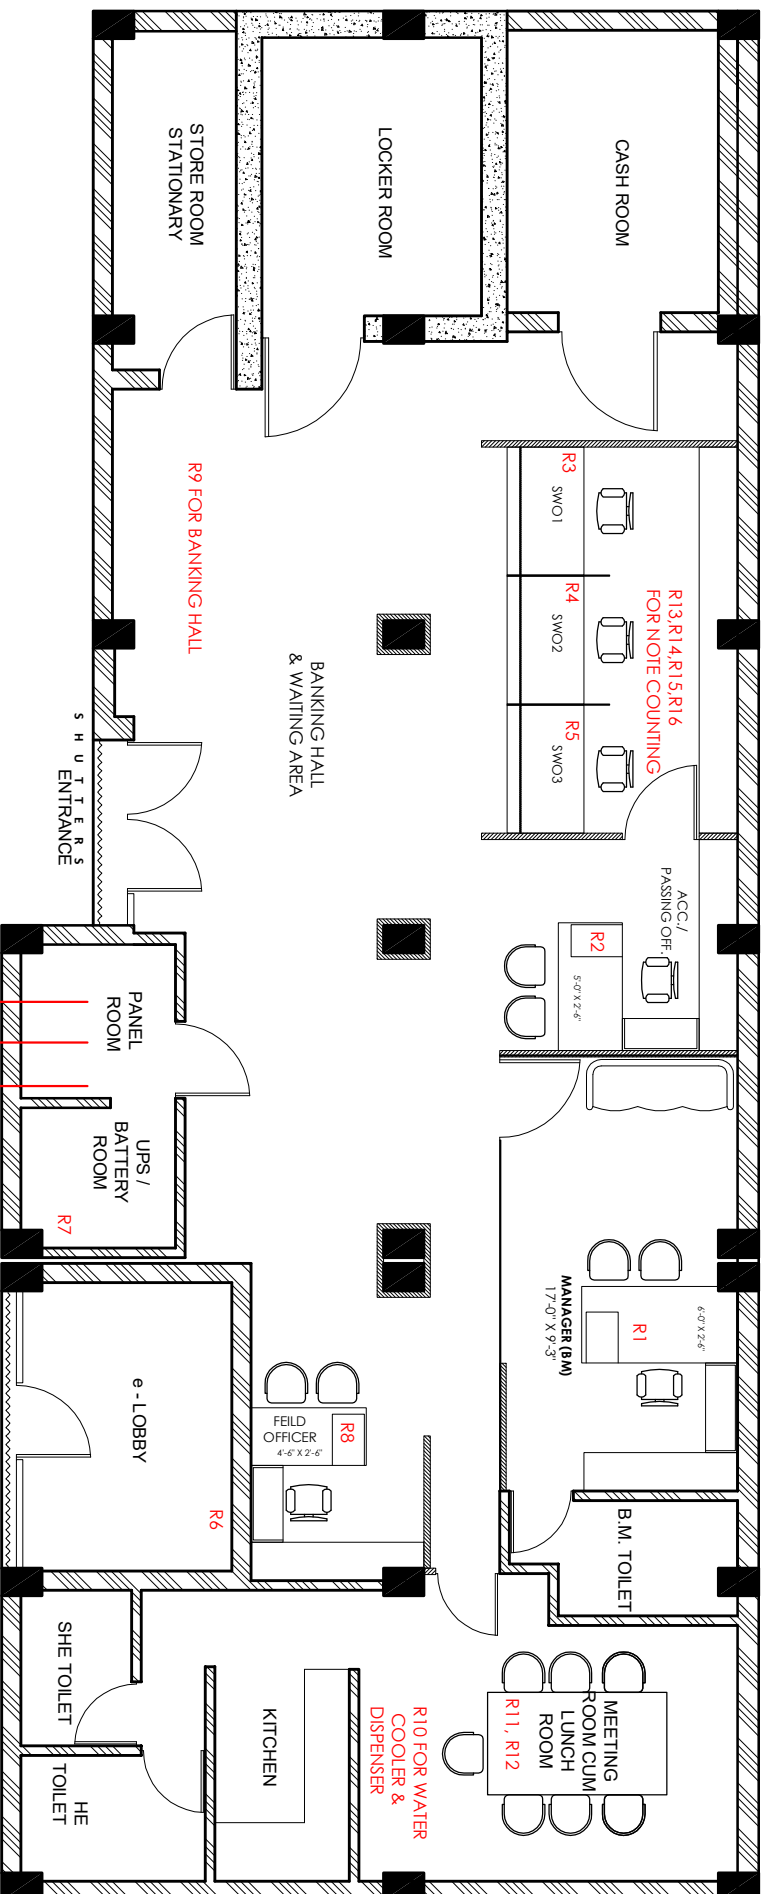 STORE ROOM
STATIONARY
LOCKER ROOM
CASH ROOM
R9 FOR BANKING HALL
R3
SWO1
R4
SWO2
R5
SWO3
R13,R14,R15,R16
FOR NOTE COUNTING
BANKING HALL
& WAITING AREA
S H U T T E R S
ENTRANCE
ACC./
PASSING OFF.
R2
5'-0" X 2'-6"
PANEL
ROOM
UPS /
BATTERY
ROOM
R7
MANAGER (BM)
17'-0" X 9'-3"
R1
6'-0" X 2'-6"
e - LOBBY
R6
FEILD
OFFICER
4'-6" X 2'-6"
R8
B.M. TOILET
SHE TOILET
HE
TOILET
KITCHEN
R10 FOR WATER
COOLER &
DISPENSER
MEETING
ROOM CUM
LUNCH
ROOM
R11, R12